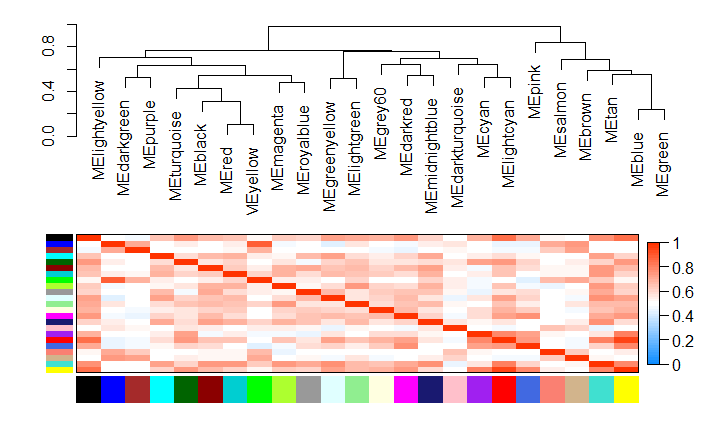 0.8
0.4
0.0
MElightyellow
MEdarkgreen
MEpurple
MEturquoise
MEblack
MEred
MEyellow
MEmagenta
MEroyalblue
MEgreenyellow
MElightgreen
MEgrey60
MEdarkred
MEmidnightblue
MEdarkturquoise
MEcyan
MElightcyan
MEpink
MEsalmon
MEbrown
MEtan
MEblue
MEgreen
1
0.8
0.6
0.4
0.2
0